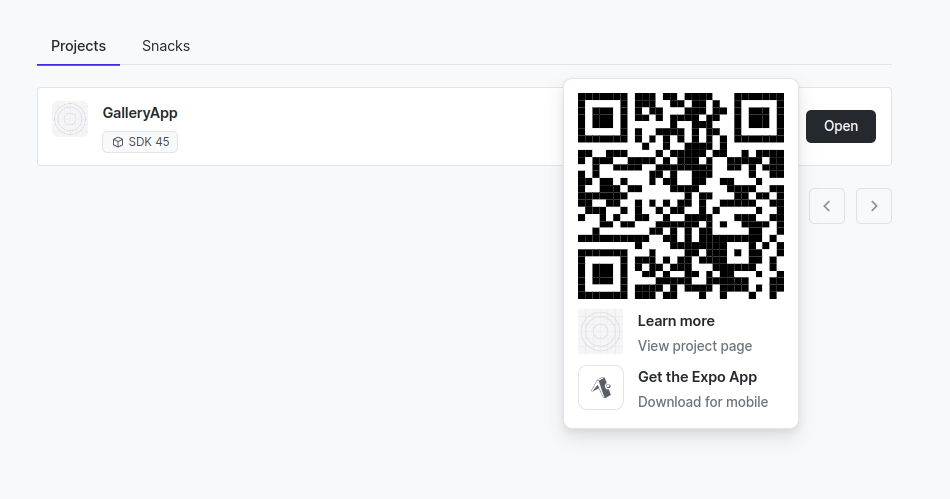 Projects Snacks
GalleryApp
SDK 45
Open
Learn more
View project page
Get the Expo App
Download for mobile